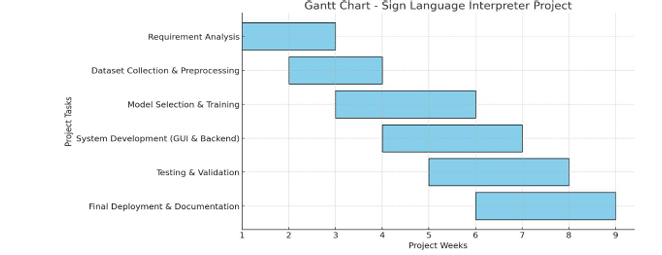 Gantt Chart - Sign Language Interpreter Project
Requirement Analysis
Dataset Collection & Preprocessing
Model Selection & Training
System Development (GUI & Backend)
Testing & Validation
Final Deployment & Documentation
Project Tasks
1 2 3 4 5 6 7 8 9
Project Weeks